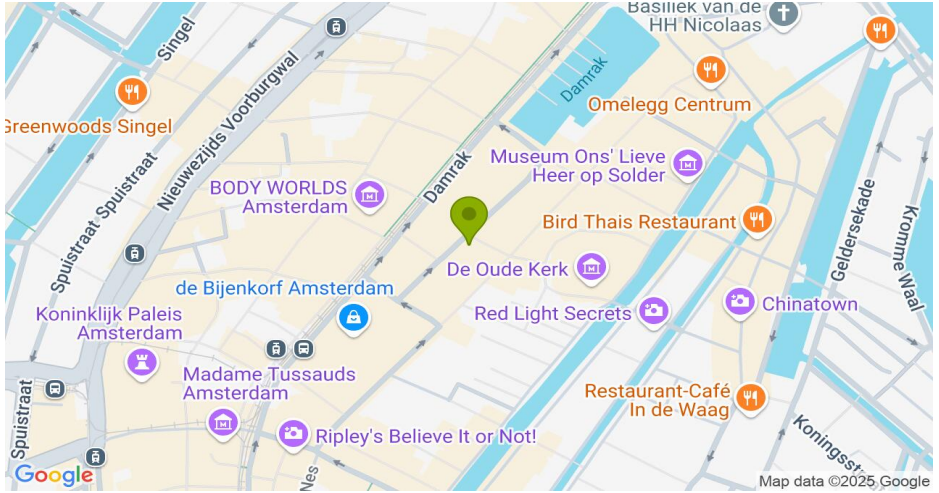 Basiliek van de
HH Nicolaas
Singel
Greenwoods Singel
Nieuwezijds Voorburgwal
Damrak
Omelegg Centrum
Spuistraat
Spuistraat
BODY WORLDS
Amsterdam
Damrak
Museum Ons' Lieve
Heer op Solder
Bird Thais Restaurant
Geldersekade
Kromme Waal
De Oude Kerk
de Bijenkorf Amsterdam
Koninklijk Paleis
Amsterdam
Red Light Secrets
Chinatown
Madame Tussauds
Amsterdam
Restaurant-Café
In de Waag
Spuistraat
Ripley's Believe It or Not!
Nes
Koningsst
Google
Map data ©2025 Google